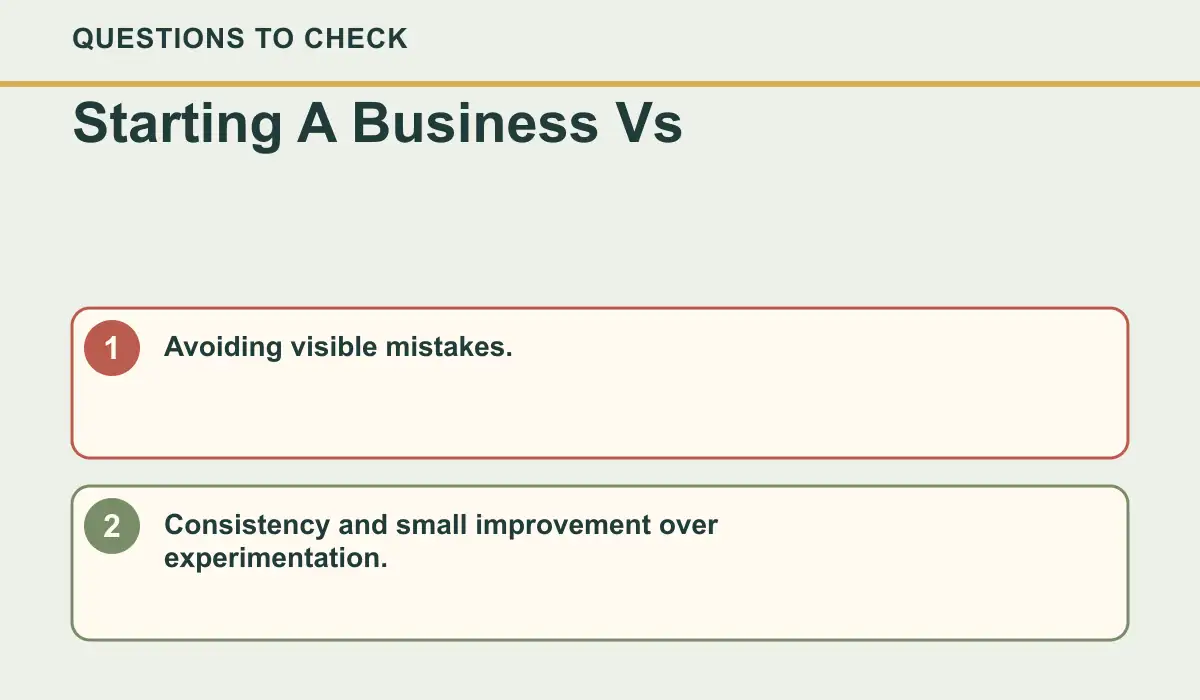 QUESTIONS TO CHECK
Starting A Business Vs
1
Avoiding visible mistakes.
2
Consistency and small improvement over
experimentation.